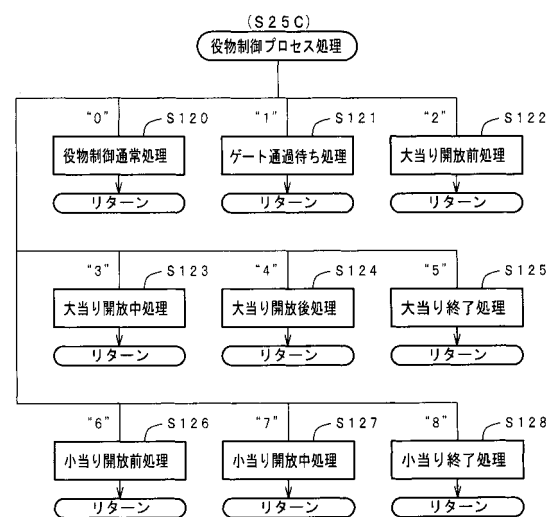 (S25C)
役物制御プロセス処理
“0” S120 “1” S121 “2” S122
役物制御通常処理 ゲート通過待ち処理 大当り開放前処理
リターン リターン リターン
“3” S123 “4” S124 “5” S125
大当り開放中処理 大当り開放後処理 大当り終了処理
リターン リターン リターン
“6” S126 “7” S127 “8” S128
小当り開放前処理 小当り開放中処理 小当り終了処理
リターン リターン リターン